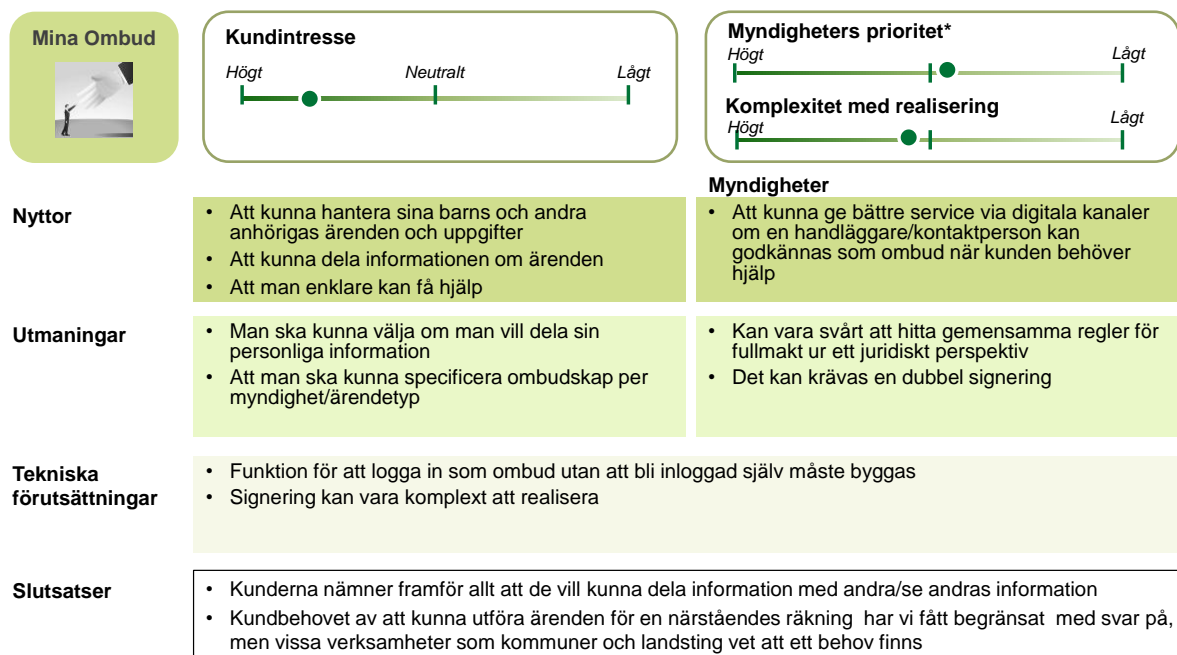 Mina Ombud
Kundintresse
Högt
Neutralt
Lågt
Myndigheters prioritet*
Högt
Lågt
Komplexitet med realisering
Högt
Lågt
Myndigheter
Nyttor
• Att kunna hantera sina barns och andra
anhörigas ärenden och uppgifter
• Att kunna dela informationen om ärenden
• Att man enklare kan få hjälp
• Att kunna ge bättre service via digitala kanaler
om en handläggare/kontaktperson kan
godkännas som ombud när kunden behöver
hjälp
Utmaningar
• Man ska kunna välja om man vill dela sin
personliga information
• Att man ska kunna specificera ombudskap per
myndighet/ärendetyp
• Kan vara svårt att hitta gemensamma regler för
fullmakt ur ett juridiskt perspektiv
• Det kan krävas en dubbel signering
Tekniska
förutsättningar
• Funktion för att logga in som ombud utan att bli inloggad själv måste byggas
• Signering kan vara komplext att realisera
Slutsatser
• Kunderna nämner framför allt att de vill kunna dela information med andra/se andras information
• Kundbehovet av att kunna utföra ärenden för en närståendes räkning har vi fått begränsat med svar på,
men vissa verksamheter som kommuner och landsting vet att ett behov finns